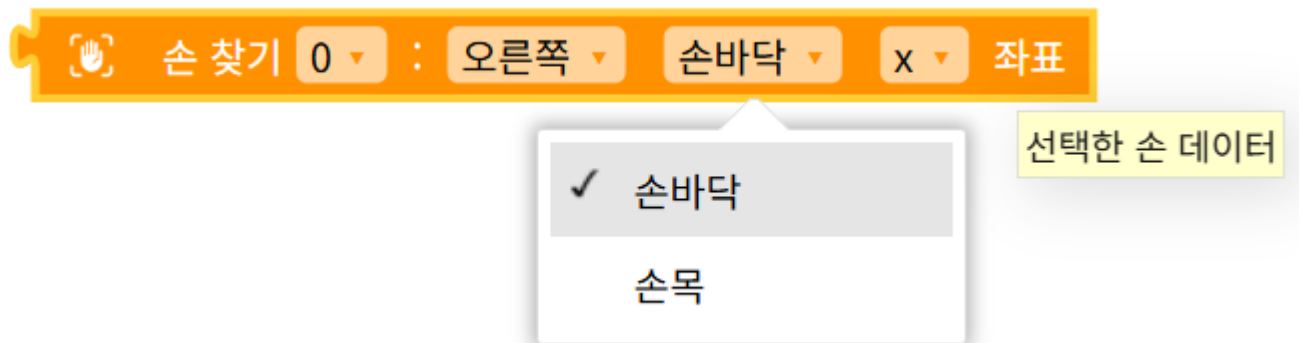 손 찾기 0 : 오른쪽 손바닥 x 좌표
선택한 손 데이터
손바닥
손목